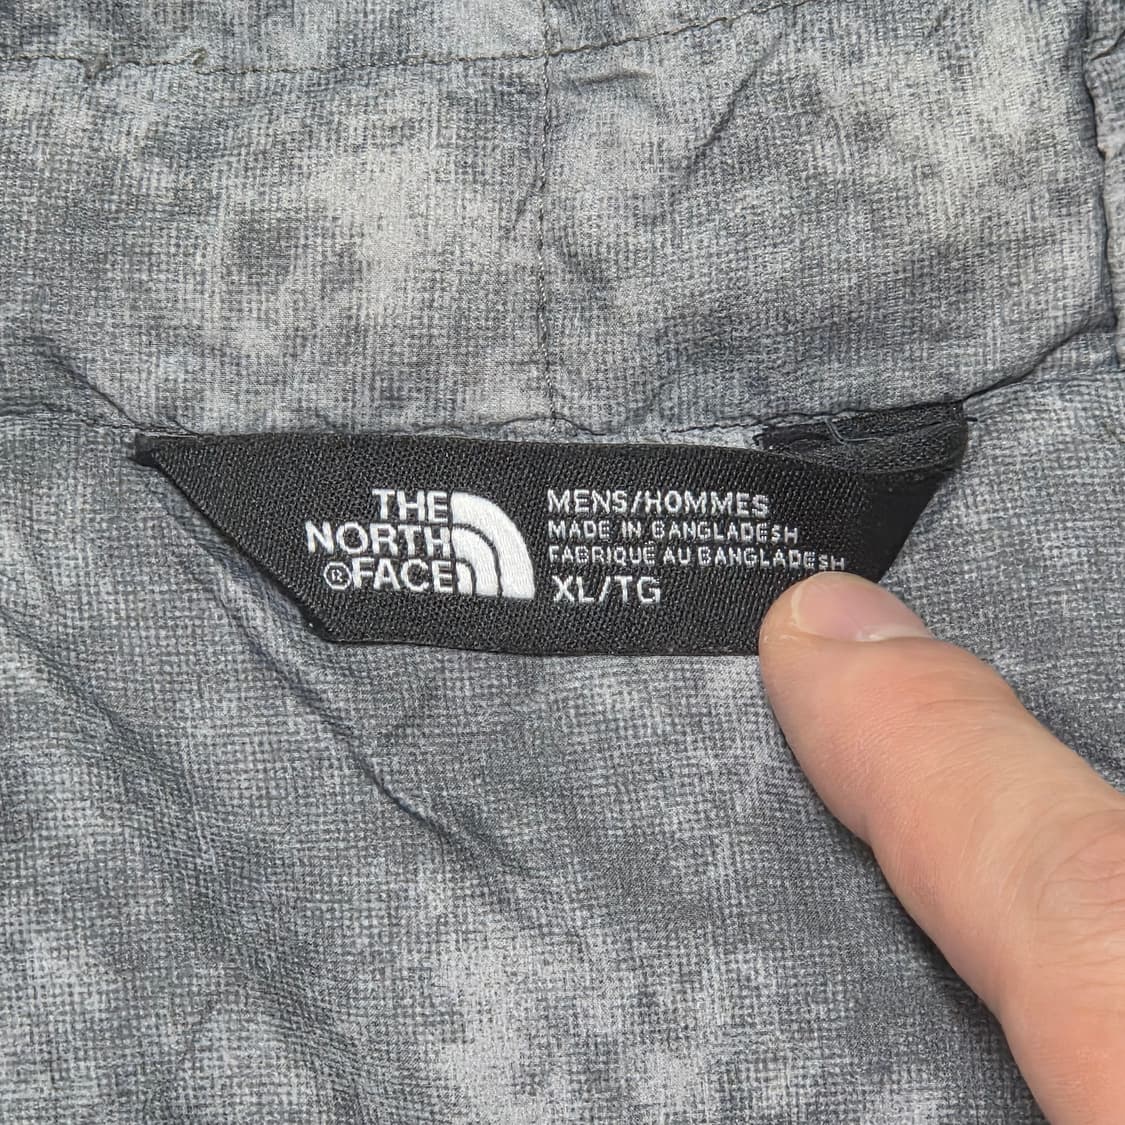 THE
NORTH
®FACE
MENS/HOMMES
MADE IN BANGLADESH
FABRIQUE AU BANGLADESH
XL/TG